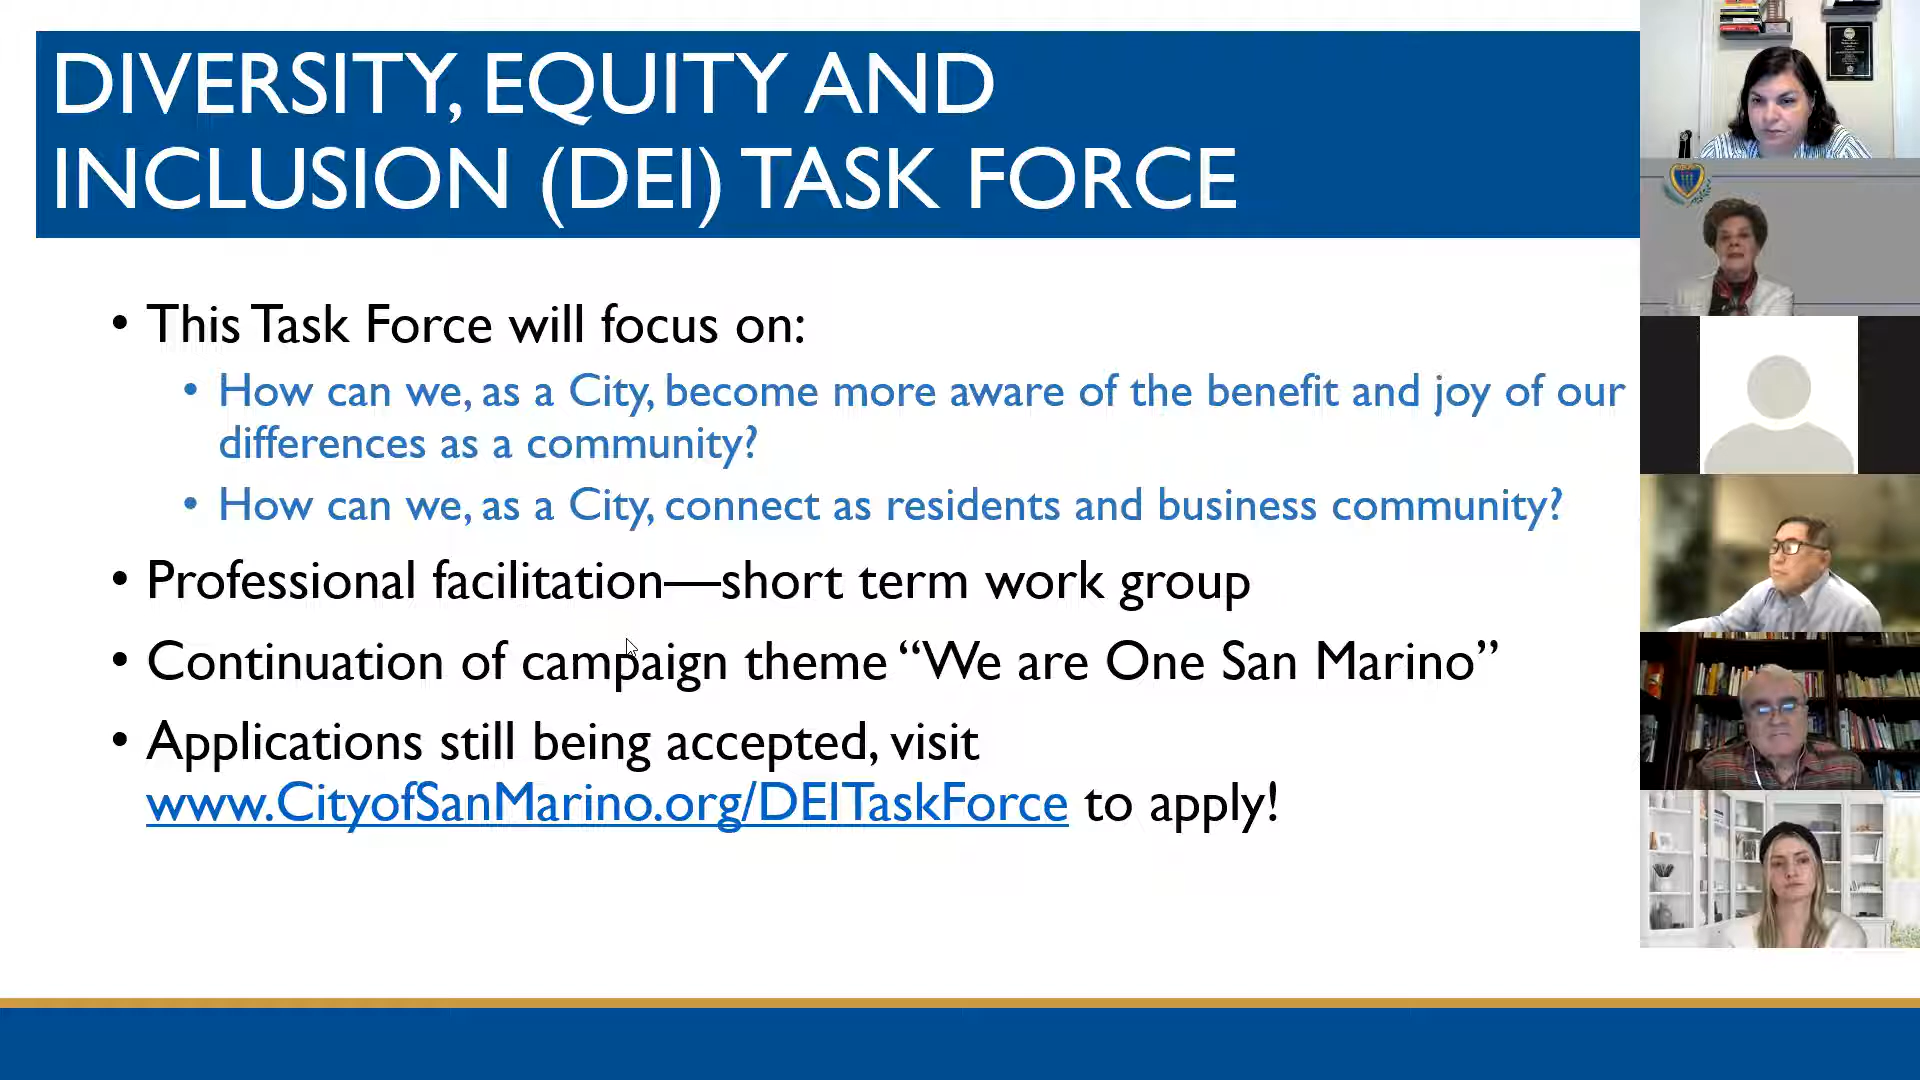 DIVERSITY, EQUITY AND
INCLUSION (DEI) TASK FORCE
• This Task Force will focus on:
• How can we, as a City, become more aware of the benefit and joy of our
differences as a community?
• How can we, as a City, connect as residents and business community?
• Professional facilitation—short term work group
• Continuation of campaign theme “We are One San Marino”
• Applications still being accepted, visit
www.CityofSanMarino.org/DEITaskForce to apply!